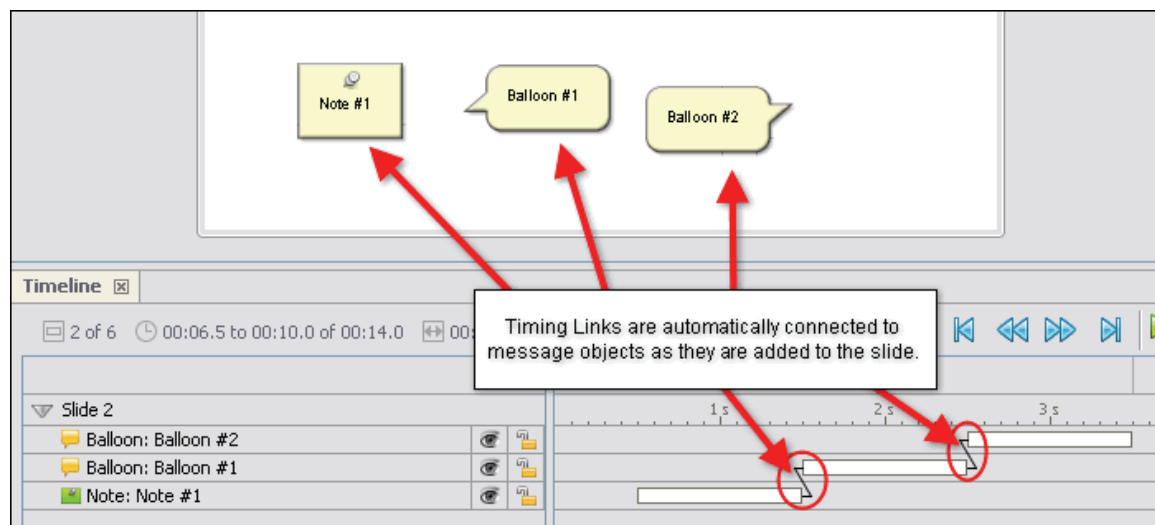 Note #1
Balloon #1
Balloon #2
Timeline
2 of 6 00:06.5 to 00:10.0 of 00:14.0 00:
Timing Links are automatically connected to
message objects as they are added to the slide.
Slide 2
1 s 2 s 3 s
Balloon: Balloon #2
Balloon: Balloon #1
Note: Note #1